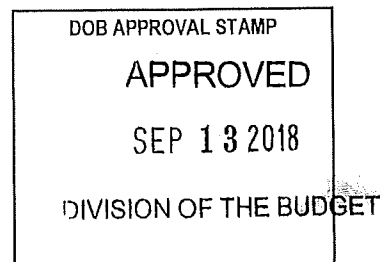 DOB APPROVAL STAMP
APPROVED
SEP 13 2018
DIVISION OF THE BUDGET